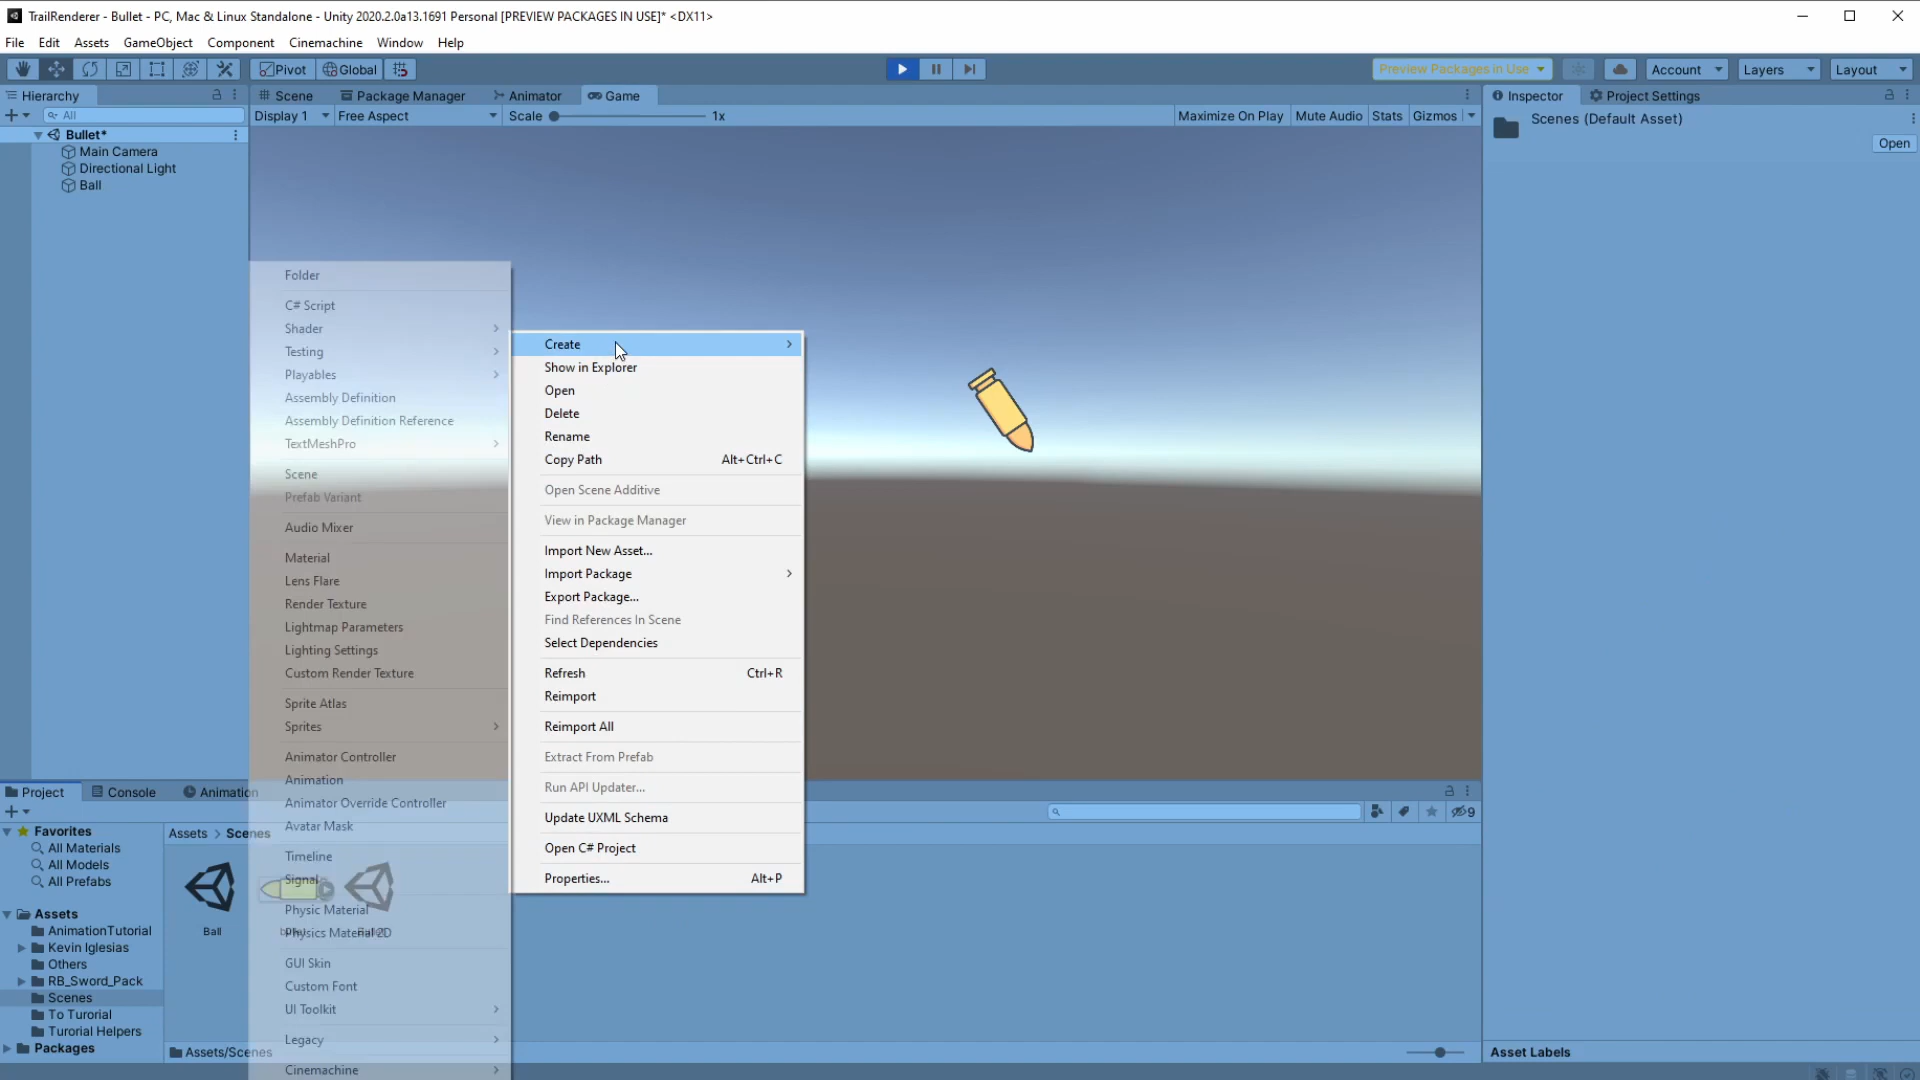 TrailRenderer - Bullet - PC, Mac & Linux Standalone - Unity 2020.2.0a13.1691 Personal [PREVIEW PACKAGES IN USE]* <DX11>
File Edit Assets GameObject Component Cinemachine Window Help
Pivot Global Preview Packages in Use Account Layers Layout
Hierarchy Scene Package Manager Animator Game Inspector Project Settings
All Display 1 Free Aspect Scale 1x Maximize On Play Mute Audio Stats Gizmos Scenes (Default Asset)
Open
Bullet*
Main Camera
Directional Light
Ball
Folder
C# Script
Shader
Testing
Playables
Assembly Definition
Assembly Definition Reference
TextMeshPro
Scene
Prefab Variant
Audio Mixer
Material
Lens Flare
Render Texture
Lightmap Parameters
Lighting Settings
Custom Render Texture
Sprite Atlas
Sprites
Animator Controller
Animation
Animator Override Controller
Avatar Mask
Timeline
Signal
Physic Material
Physics Material 2D
GUI Skin
Custom Font
UI Toolkit
Legacy
Cinemachine
Create
Show in Explorer
Open
Delete
Rename
Copy Path Alt+Ctrl+C
Open Scene Additive
View in Package Manager
Import New Asset...
Import Package
Export Package...
Find References In Scene
Select Dependencies
Refresh Ctrl+R
Reimport
Reimport All
Extract From Prefab
Run API Updater...
Update UXML Schema
Open C# Project
Properties... Alt+P
Project Console Animation
9
Favorites
All Materials
All Models
All Prefabs
Assets
AnimationTutorial
Kevin Iglesias
Others
RB_Sword_Pack
Scenes
To Turorial
Turorial Helpers
Packages
Assets > Scenes
Ball
Assets/Scenes
Asset Labels